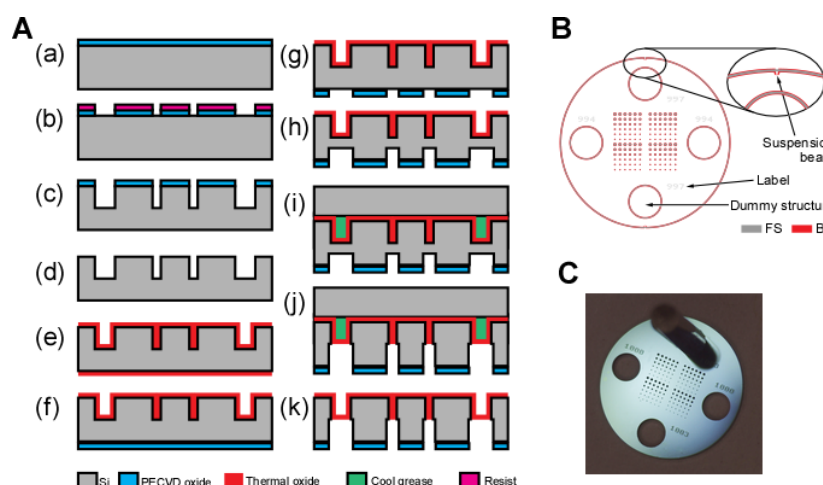 A
(a)
(b)
(c)
(d)
(e)
(f)
(g)
(h)
(i)
(j)
(k)
Si PECVD oxide Thermal oxide Cool grease Resist
B
997
994 994
992
Suspensio
bea
Label
Dummy structu
FS B
C
1000
1003